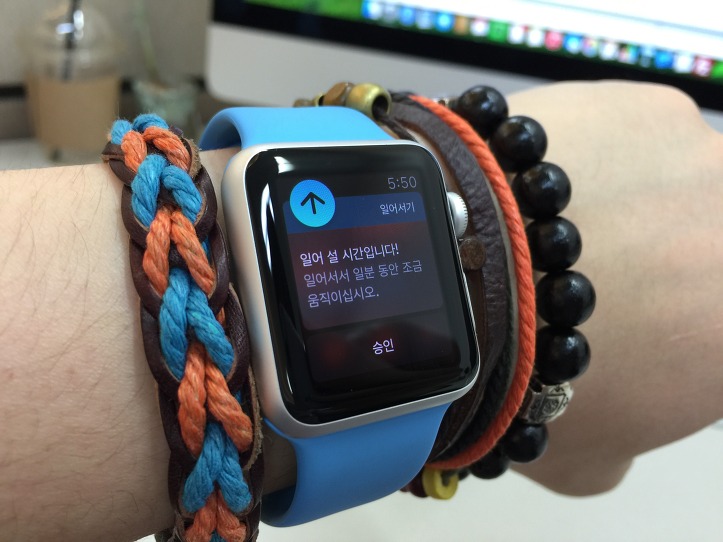 5:50
일어서기
일어 설 시간입니다!
일어서서 일분 동안 조금
움직이십시오.
승인